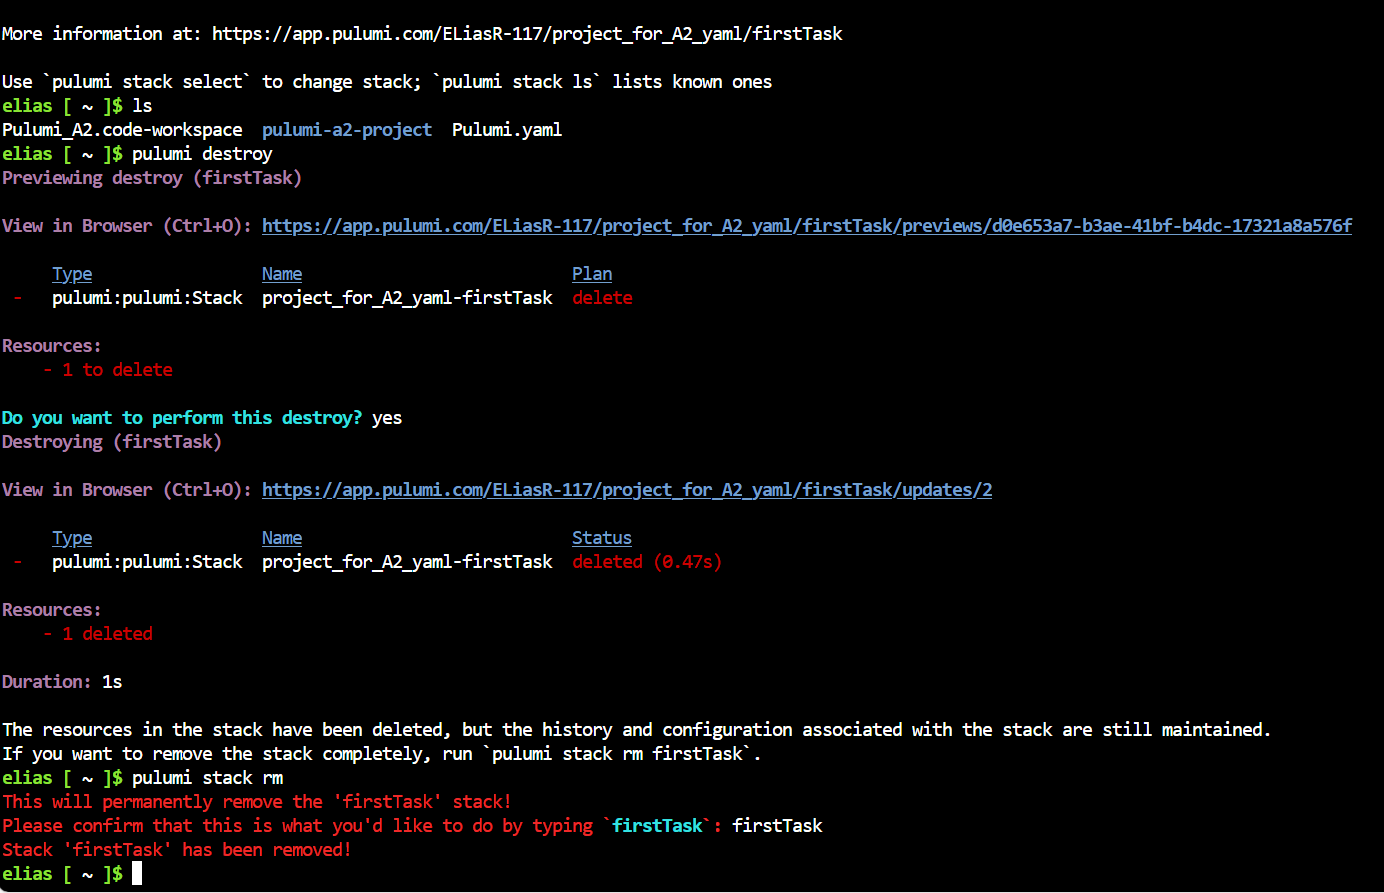 More information at: https://app.pulumi.com/ELiasR-117/project_for_A2_yaml/firstTask
Use `pulumi stack select` to change stack; `pulumi stack ls` lists known ones
elias [ ~ ]$ ls
Pulumi_A2.code-workspace  pulumi-a2-project  Pulumi.yaml
elias [ ~ ]$ pulumi destroy
Previewing destroy (firstTask)
View in Browser (Ctrl+O): https://app.pulumi.com/ELiasR-117/project_for_A2_yaml/firstTask/previews/d0e653a7-b3ae-41bf-b4dc-17321a8a576f
Type Name Plan
- pulumi:pulumi:Stack project_for_A2_yaml-firstTask delete
Resources:
- 1 to delete
Do you want to perform this destroy? yes
Destroying (firstTask)
View in Browser (Ctrl+O): https://app.pulumi.com/ELiasR-117/project_for_A2_yaml/firstTask/updates/2
Type Name Status
- pulumi:pulumi:Stack project_for_A2_yaml-firstTask deleted (0.47s)
Resources:
- 1 deleted
Duration: 1s
The resources in the stack have been deleted, but the history and configuration associated with the stack are still maintained.
If you want to remove the stack completely, run `pulumi stack rm firstTask`.
elias [ ~ ]$ pulumi stack rm
This will permanently remove the 'firstTask' stack!
Please confirm that this is what you'd like to do by typing `firstTask`: firstTask
Stack 'firstTask' has been removed!
elias [ ~ ]$